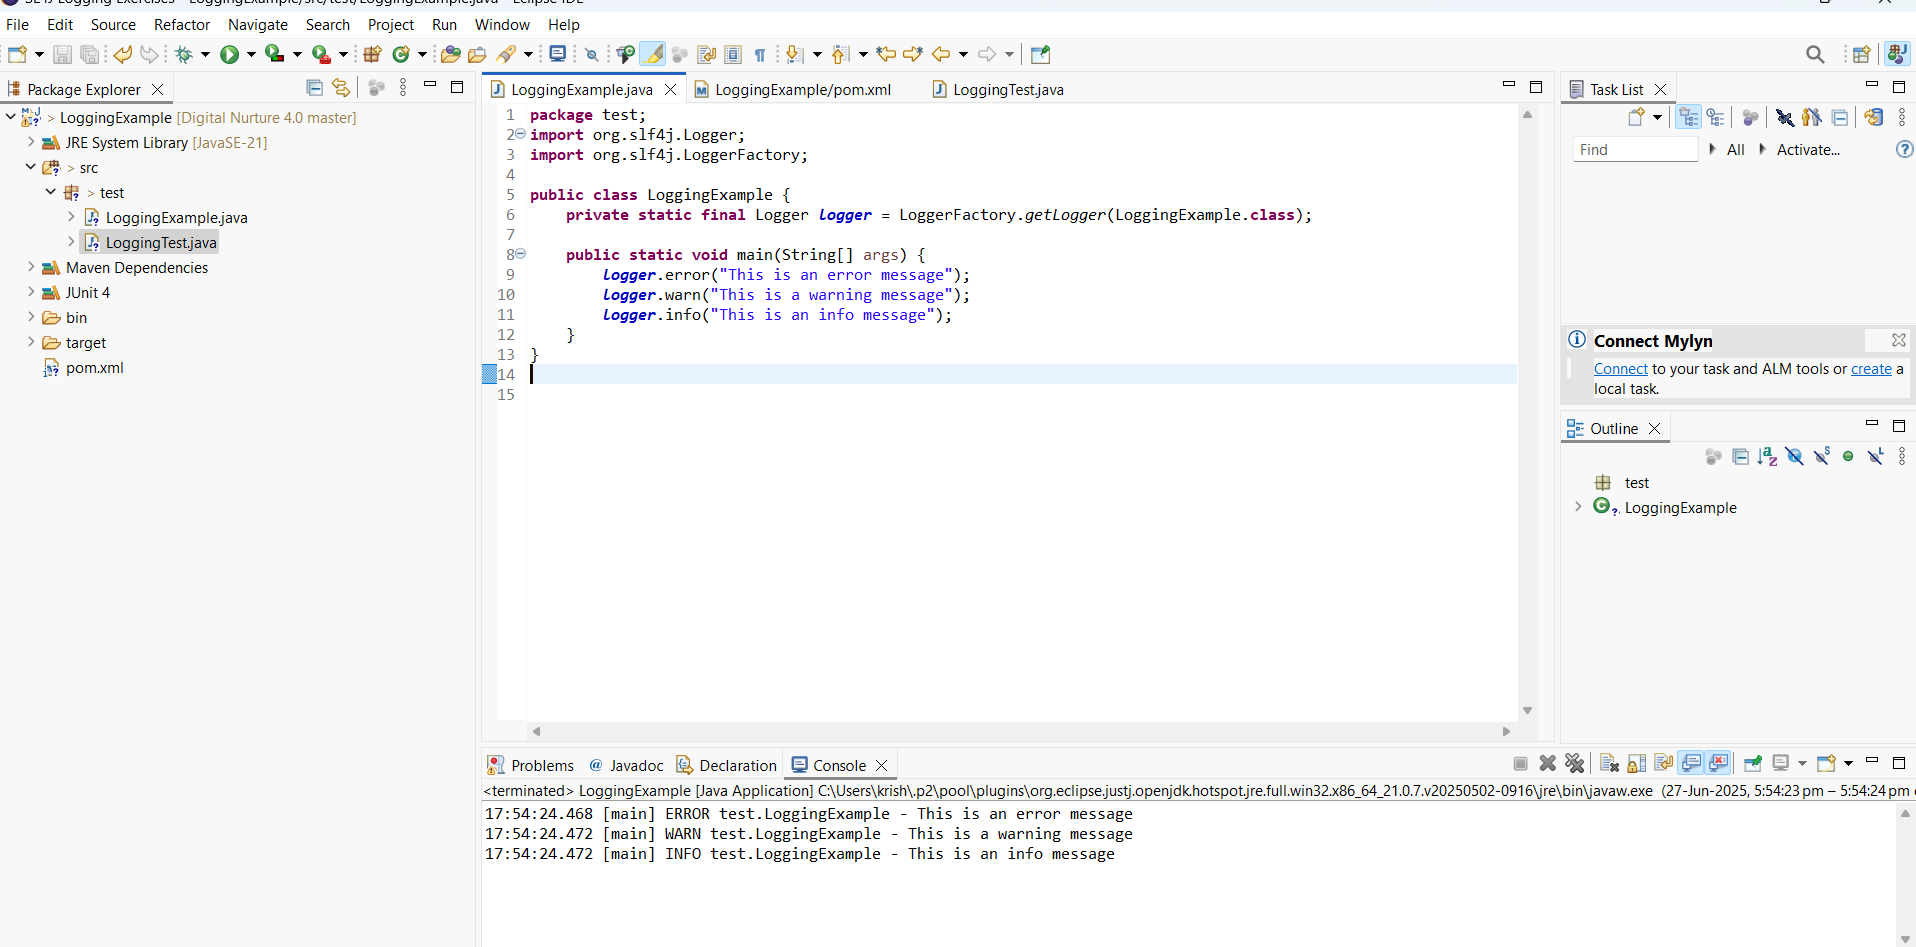 SL4J Logging Exercises - LoggingExample/src/test/LoggingExample.java - Eclipse IDE
File Edit Source Refactor Navigate Search Project Run Window Help
Package Explorer
> LoggingExample [Digital Nurture 4.0 master]
JRE System Library [JavaSE-21]
> src
> test
LoggingExample.java
LoggingTest.java
Maven Dependencies
JUnit 4
bin
target
pom.xml
LoggingExample.java LoggingExample/pom.xml LoggingTest.java
1 package test;
2 import org.slf4j.Logger;
3 import org.slf4j.LoggerFactory;
4
5 public class LoggingExample {
6 private static final Logger logger = LoggerFactory.getLogger(LoggingExample.class);
7
8 public static void main(String[] args) {
9 logger.error("This is an error message");
10 logger.warn("This is a warning message");
11 logger.info("This is an info message");
12 }
13 }
14
15
Task List
Find All Activate...
Connect Mylyn
Connect to your task and ALM tools or create a
local task.
Outline
test
LoggingExample
Problems @ Javadoc Declaration Console
<terminated> LoggingExample [Java Application] C:\Users\krish\.p2\pool\plugins\org.eclipse.justj.openjdk.hotspot.jre.full.win32.x86_64_21.0.7.v20250502-0916\jre\bin\javaw.exe (27-Jun-2025, 5:54:23 pm – 5:54:24 pm
17:54:24.468 [main] ERROR test.LoggingExample - This is an error message
17:54:24.472 [main] WARN test.LoggingExample - This is a warning message
17:54:24.472 [main] INFO test.LoggingExample - This is an info message